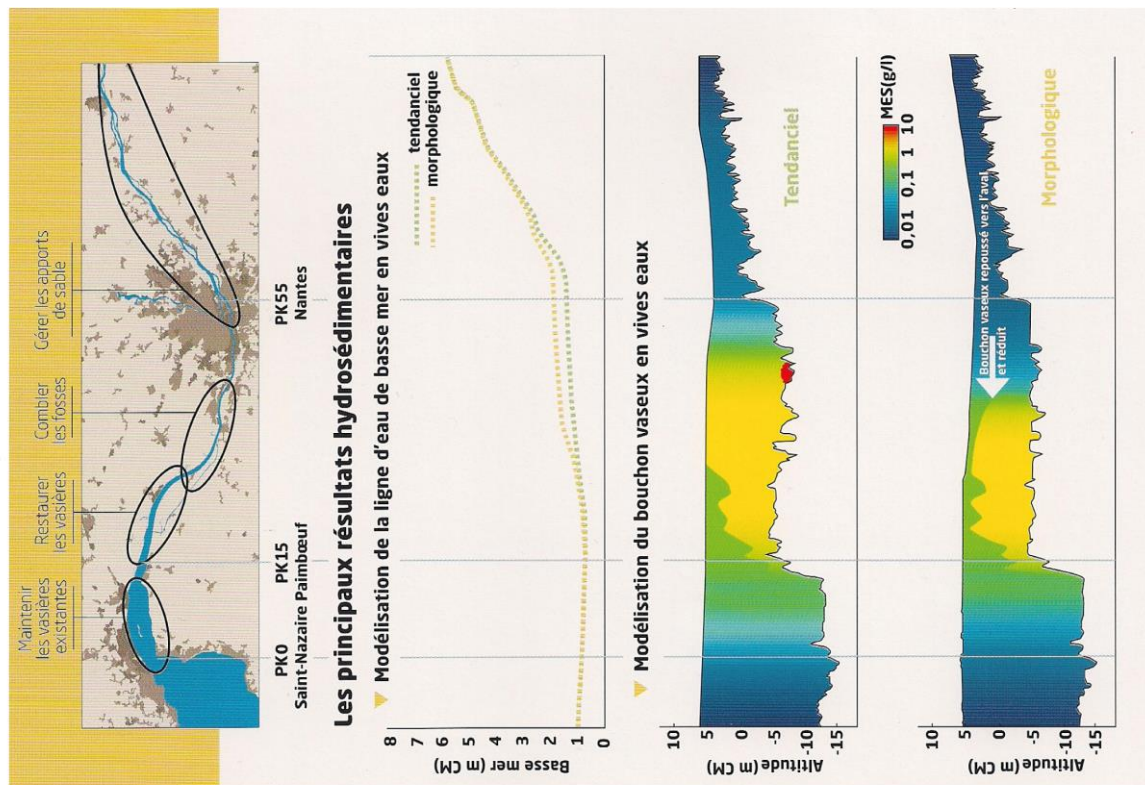 Maintenir
les vasières
existantes
Restaurer
les vasières
Combler
les fosses
Gérer les apports
de sable
PK0
Saint-Nazaire
PK15
Paimbœuf
PK55
Nantes
Les principaux résultats hydrosédimentaires
Modélisation de la ligne d'eau de basse mer en vives eaux
Basse mer (m CM)
8
7
6
5
4
3
2
1
0
tendanciel
morphologique
Modélisation du bouchon vaseux en vives eaux
Altitude (m CM)
10
5
0
-5
-10
-15
Tendanciel
MES(g/l)
0,01 0,1 1 10
Altitude (m CM)
10
5
0
-5
-10
-15
Bouchon vaseux repoussé vers l'aval
et réduit
Morphologique